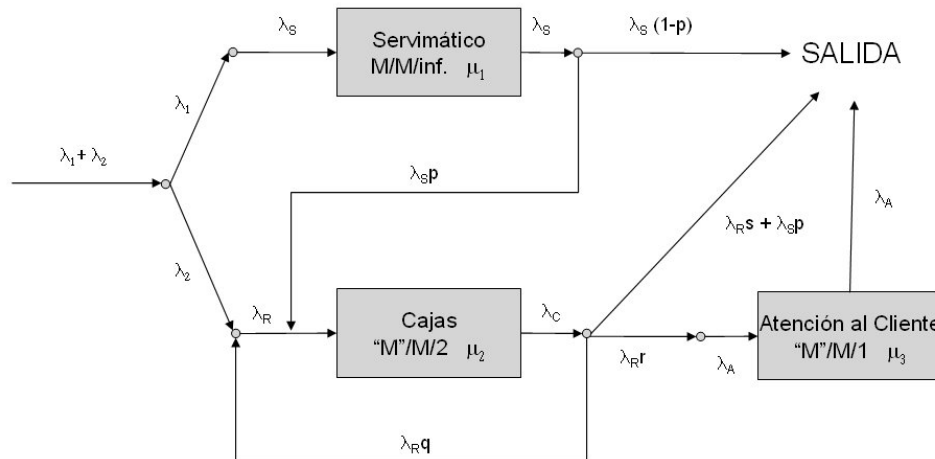 λS
Servimático
M/M/inf. μ1
λS
λS (1-p)
SALIDA
λ1
λ1+ λ2
λSp
λA
λRs + λSp
λ2
λR
Cajas
“M”/M/2 μ2
λC
Atención al Cliente
“M”/M/1 μ3
λRr
λA
λRq